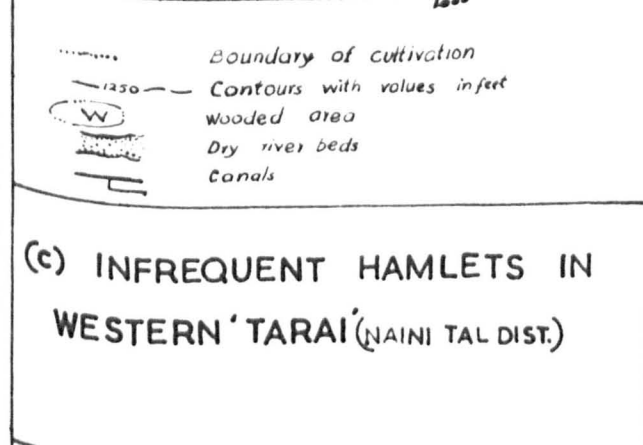 Boundary of cultivation
1250 Contours with values in feet
W Wooded area
Dry river beds
Canals
(C) INFREQUENT HAMLETS IN
WESTERN 'TARAI' (NAINI TAL DIST.)